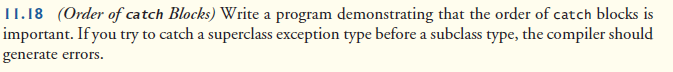 11.18 (Order of catch Blocks) Write a program demonstrating that the order of catch blocks is
important. If you try to catch a superclass exception type before a subclass type, the compiler should
generate errors.